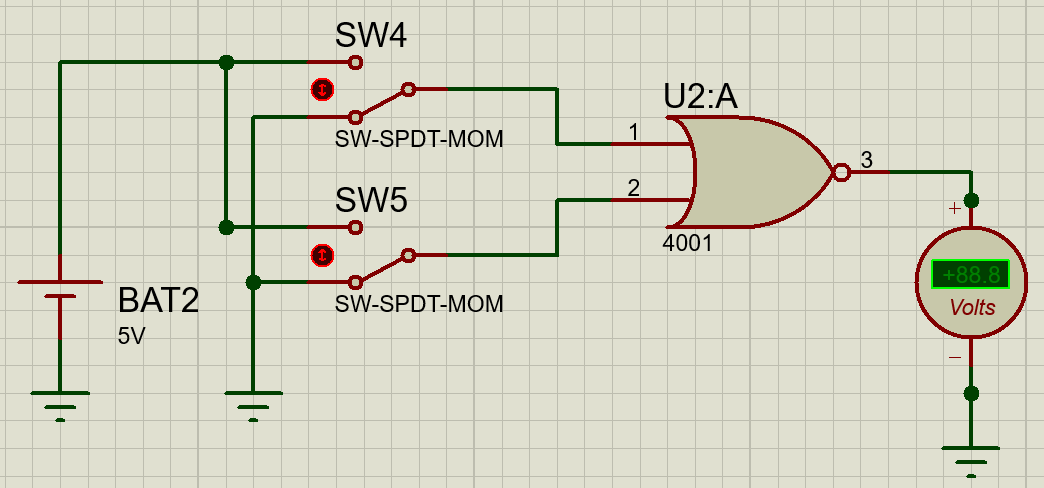 SW4
SW-SPDT-MOM
SW5
SW-SPDT-MOM
BAT2
5V
U2:A
1
2
3
4001
+
+88.8
Volts
−